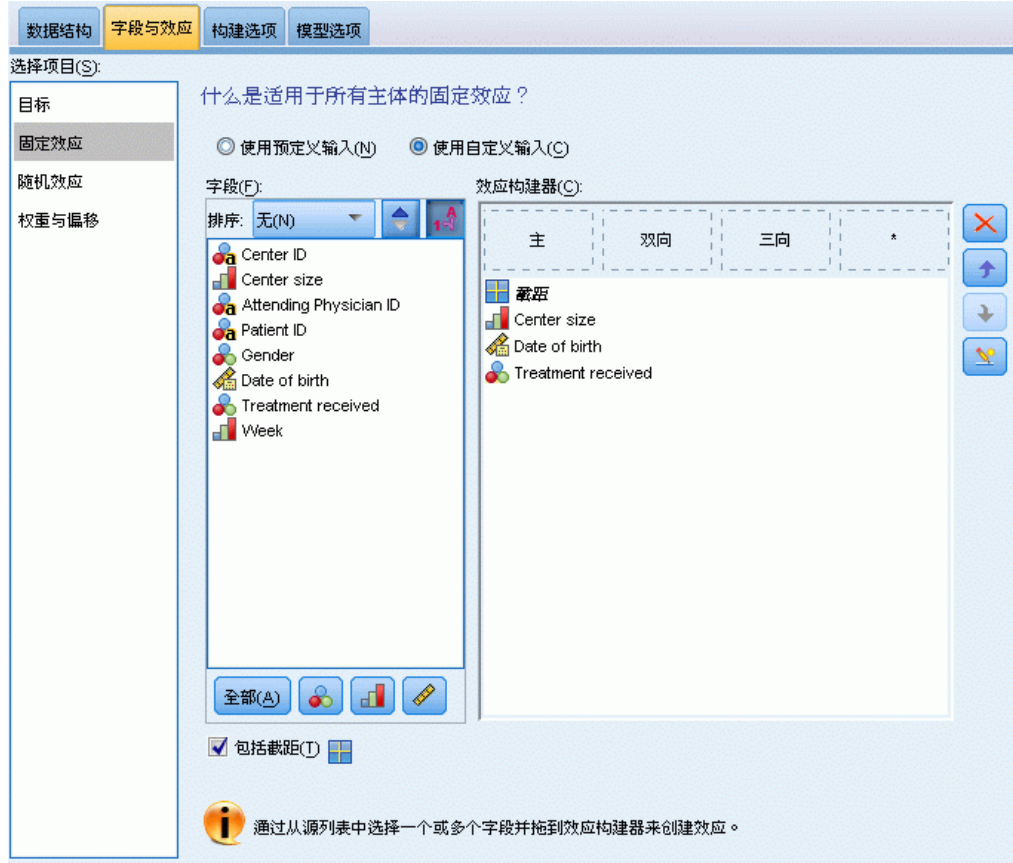 数据结构 字段与效应 构建选项 模型选项
选择项目(S):
目标
固定效应
随机效应
权重与偏移
什么是适用于所有主体的固定效应？
使用预定义输入(N) 使用自定义输入(C)
字段(F):
排序: 无(N)
Center ID
Center size
Attending Physician ID
Patient ID
Gender
Date of birth
Treatment received
Week
全部(A)
效应构建器(C):
主 双向 三向 *
截距
Center size
Date of birth
Treatment received
包括截距(T)
通过从源列表中选择一个或多个字段并拖到效应构建器来创建效应。